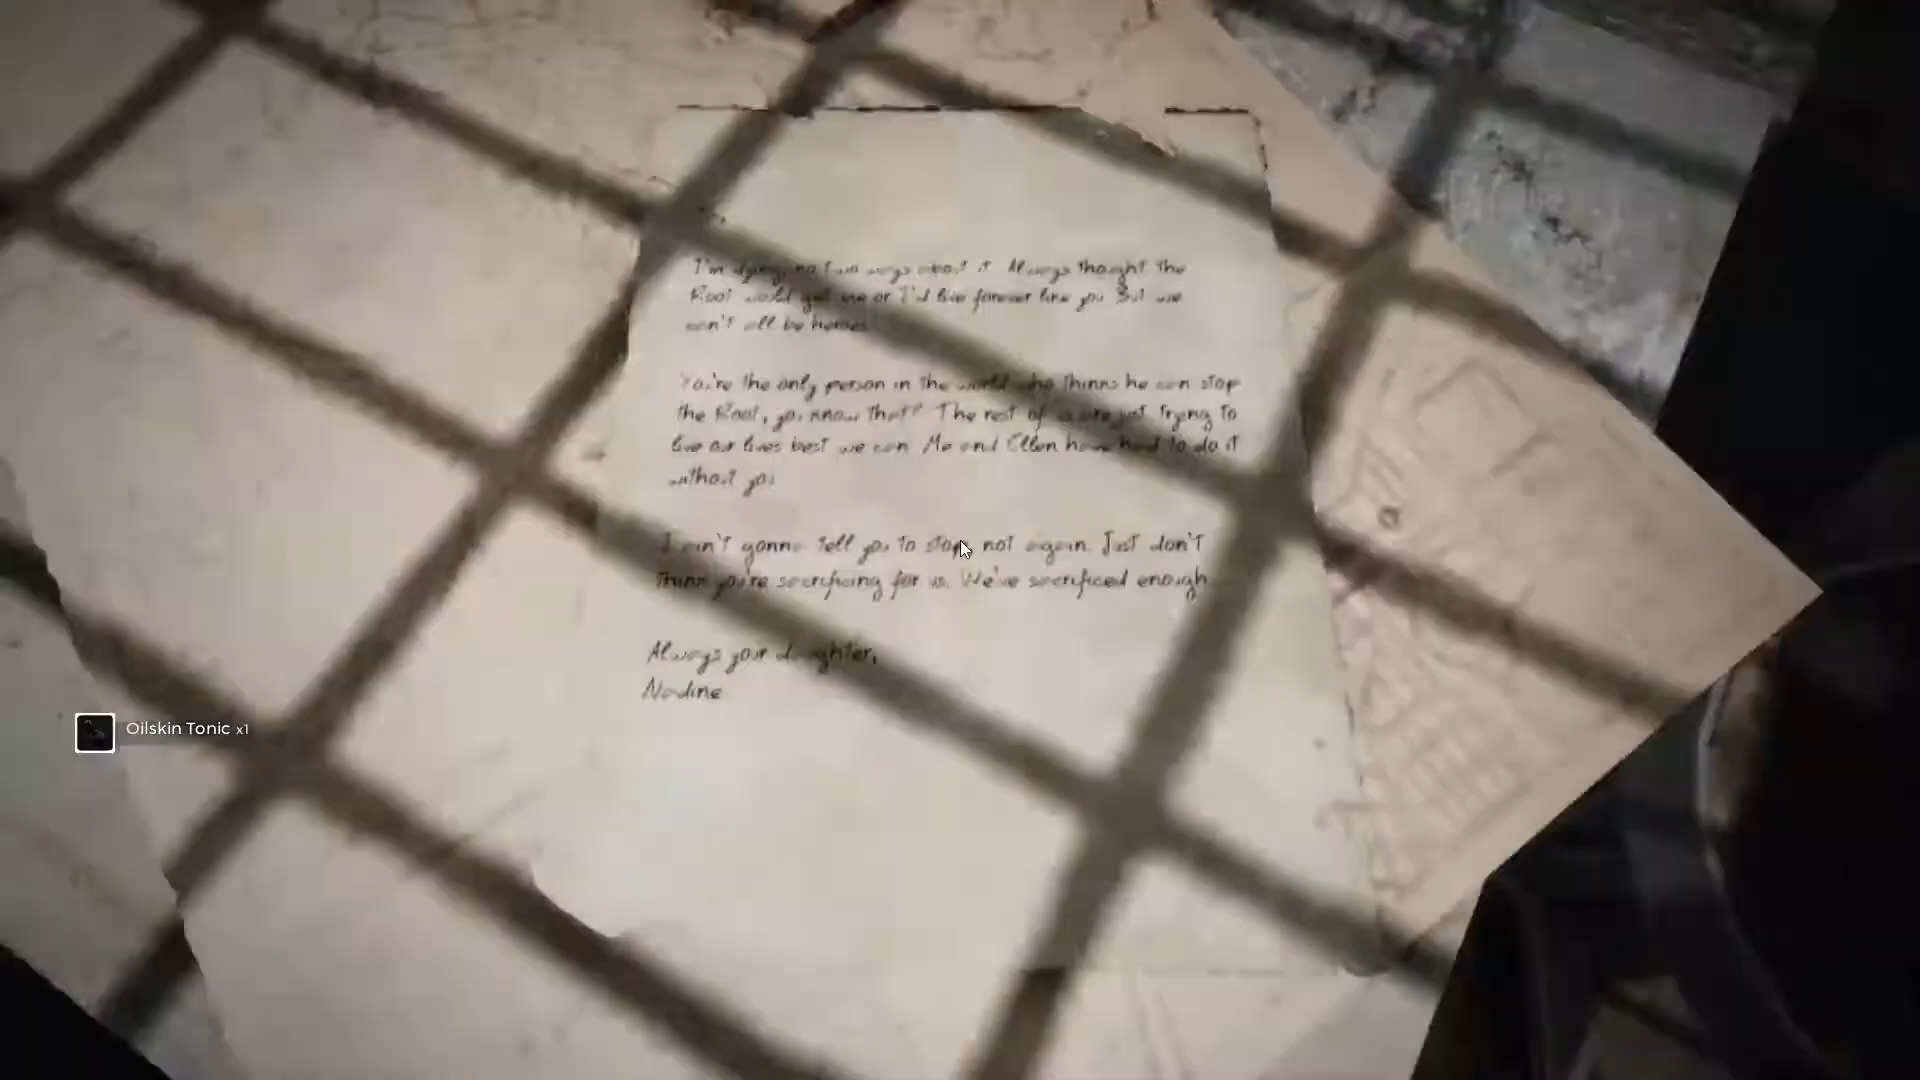 I'm dying, no two ways about it. Always thought the
Root would get me or I'd live forever like you. But we
can't all be heroes.
You're the only person in the world who thinks he can stop
the Root, you know that? The rest of us are just trying to
live our lives best we can. Me and Ellen have had to do it
without you.
I ain't gonna tell you to stop, not again. Just don't
think you're sacrificing for us. We've sacrificed enough.
Always your daughter,
Nadine
Oilskin Tonic x1